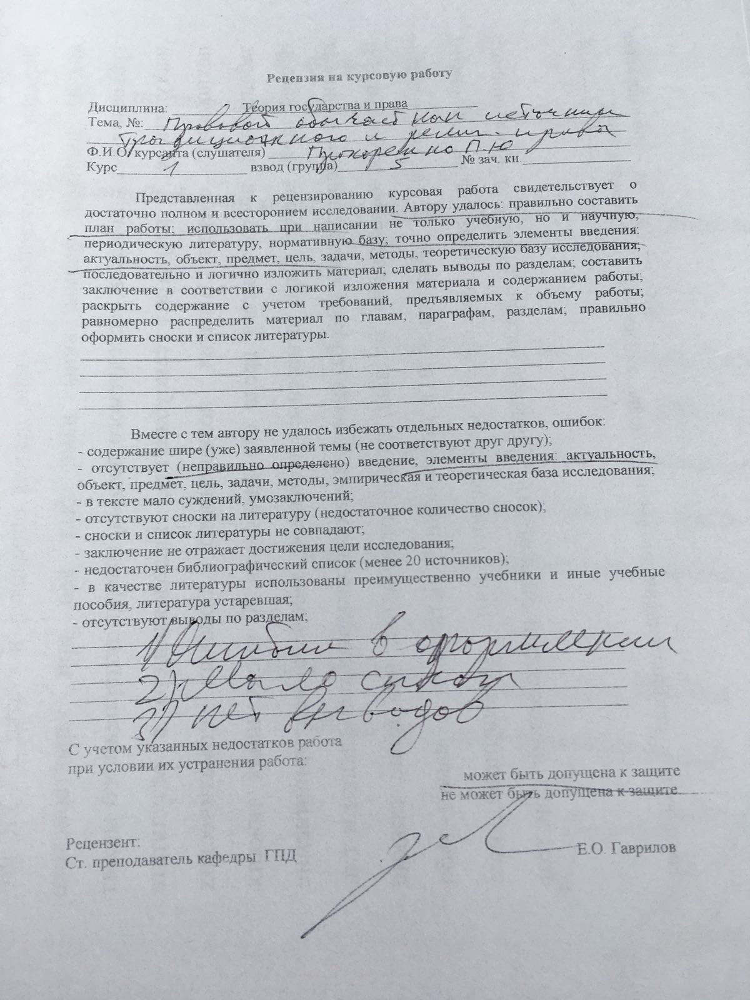 Рецензия на курсовую работу
Дисциплина: Теория государства и права
Тема, №: Правовой обычай как источник
традиционного и религ. права
Ф.И.О. курсанта (слушателя) П.Ю
Курс 1 взвод (группа) 5 № зач. кн.
Представленная к рецензированию курсовая работа свидетельствует о
достаточно полном и всестороннем исследовании. Автору удалось: правильно составить
план работы; использовать при написании не только учебную, но и научную,
периодическую литературу, нормативную базу; точно определить элементы введения:
актуальность, объект, предмет, цель, задачи, методы, теоретическую базу исследования;
последовательно и логично изложить материал; сделать выводы по разделам; составить
заключение в соответствии с логикой изложения материала и содержанием работы;
раскрыть содержание с учетом требований, предъявляемых к объему работы;
равномерно распределить материал по главам, параграфам, разделам; правильно
оформить сноски и список литературы.
Вместе с тем автору не удалось избежать отдельных недостатков, ошибок:
- содержание шире (уже) заявленной темы (не соответствуют друг другу);
- отсутствует (неправильно определено) введение, элементы введения: актуальность,
объект, предмет, цель, задачи, методы, эмпирическая и теоретическая база исследования;
- в тексте мало суждений, умозаключений;
- отсутствуют сноски на литературу (недостаточное количество сносок);
- сноски и список литературы не совпадают;
- заключение не отражает достижения цели исследования;
- недостаточен библиографический список (менее 20 источников);
- в качестве литературы использованы преимущественно учебники и иные учебные
пособия, литература устаревшая;
- отсутствуют выводы по разделам;
1) Ошибки в оформлении
2) Мало сносок
3) нет выводов
С учетом указанных недостатков работа
при условии их устранения работа:
может быть допущена к защите
не может быть допущена к защите.
Рецензент:
Ст. преподаватель кафедры ГПД Е.О. Гаврилов